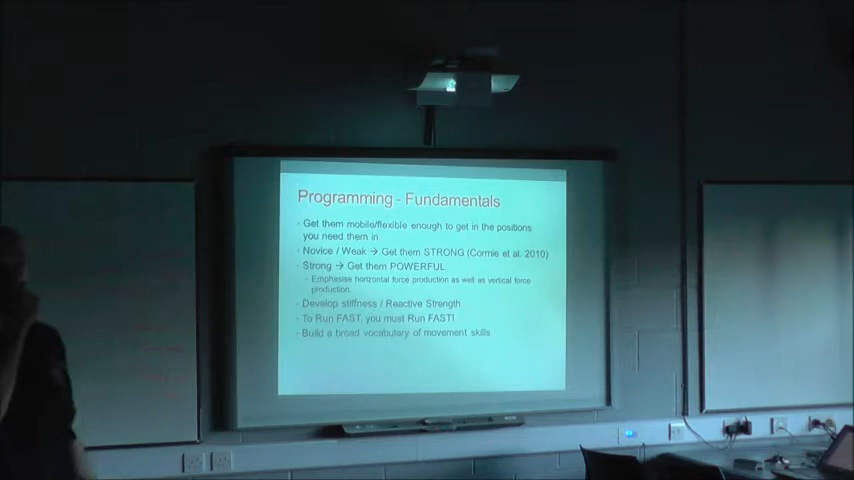 Programming - Fundamentals
· Get them mobile/flexible enough to get in the positions
you need them in
· Novice / Weak → Get them STRONG (Cormie et al. 2010)
· Strong → Get them POWERFUL
- Emphasise horizontal force production as well as vertical force
production.
· Develop stiffness / Reactive Strength
· To Run FAST, you must Run FAST!
· Build a broad vocabulary of movement skills